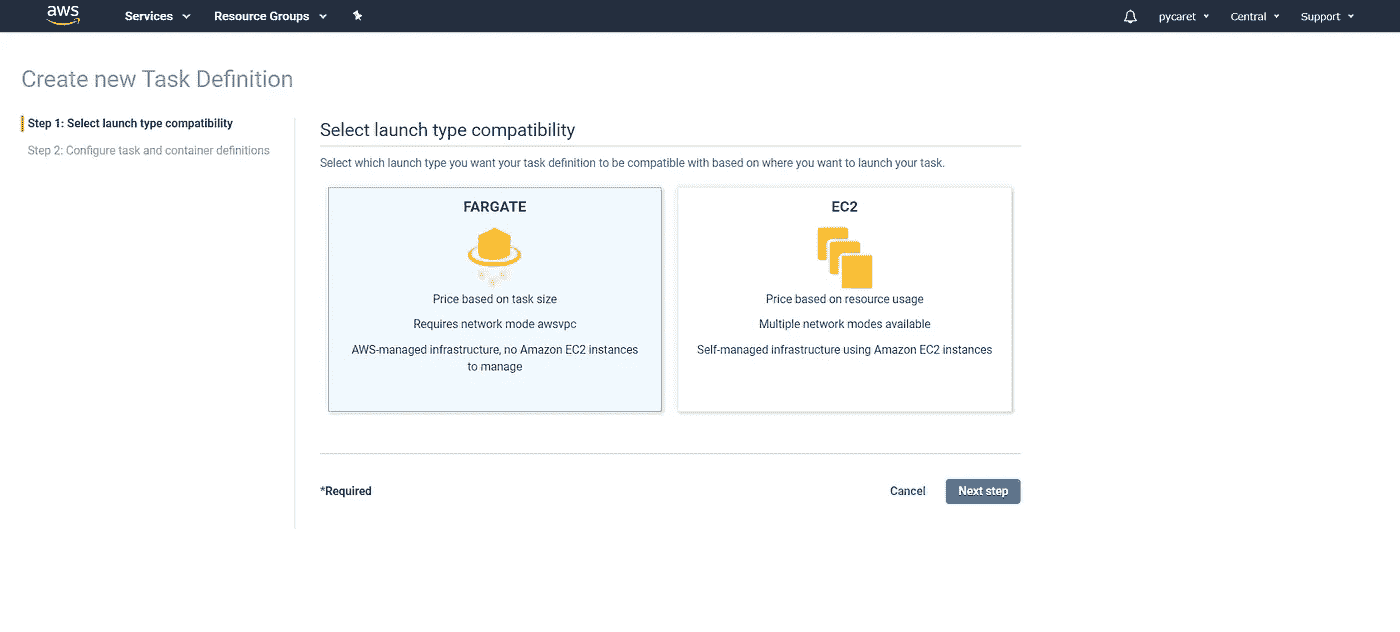 aws
Services
Resource Groups
pycaret
Central
Support
Create new Task Definition
Step 1: Select launch type compatibility
Step 2: Configure task and container definitions
Select launch type compatibility
Select which launch type you want your task definition to be compatible with based on where you want to launch your task.
FARGATE
Price based on task size
Requires network mode awsvpc
AWS-managed infrastructure, no Amazon EC2 instances
to manage
EC2
Price based on resource usage
Multiple network modes available
Self-managed infrastructure using Amazon EC2 instances
*Required
Cancel
Next step